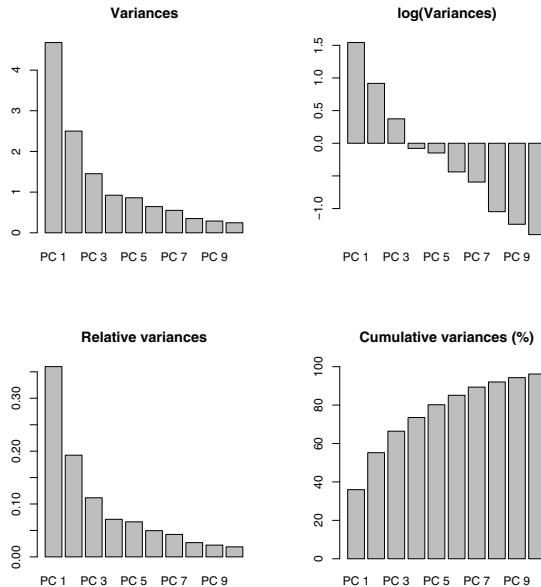 Variances
4
3
2
1
0
PC 1 PC 3 PC 5 PC 7 PC 9
log(Variances)
1.5
1.0
0.5
0.0
−1.0
PC 1 PC 3 PC 5 PC 7 PC 9
Relative variances
0.30
0.20
0.10
0.00
PC 1 PC 3 PC 5 PC 7 PC 9
Cumulative variances (%)
100
80
60
40
20
0
PC 1 PC 3 PC 5 PC 7 PC 9